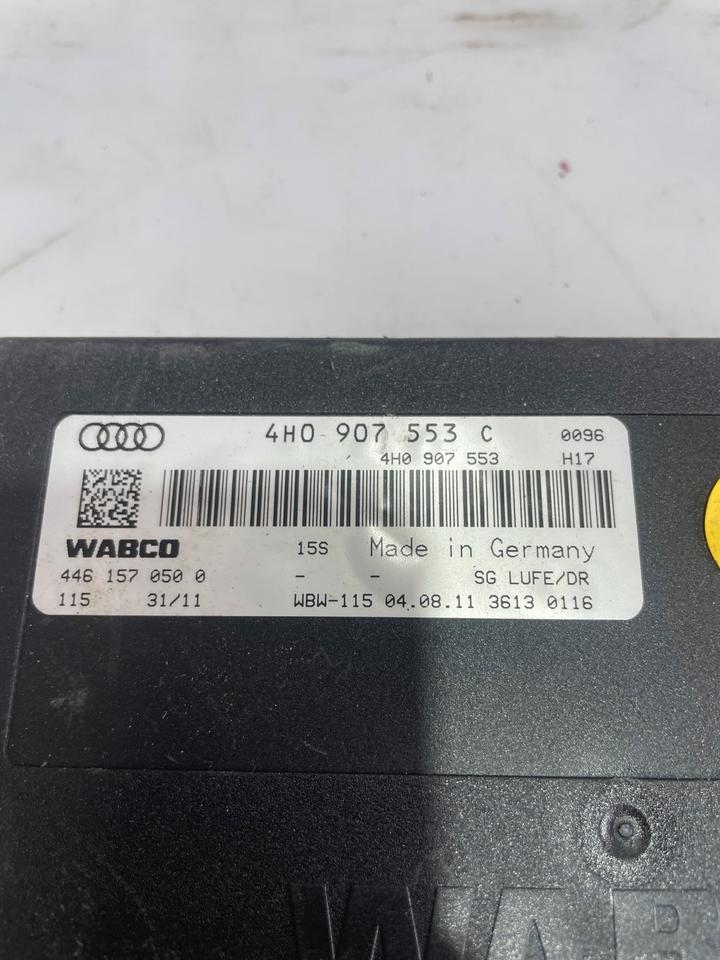 4H0 907 553 C 0096
4H0 907 553 H17
WABCO 15S Made in Germany
446 157 050 0 - - SG LUFE/DR
115 31/11 WBW-115 04.08.11 3613 0116